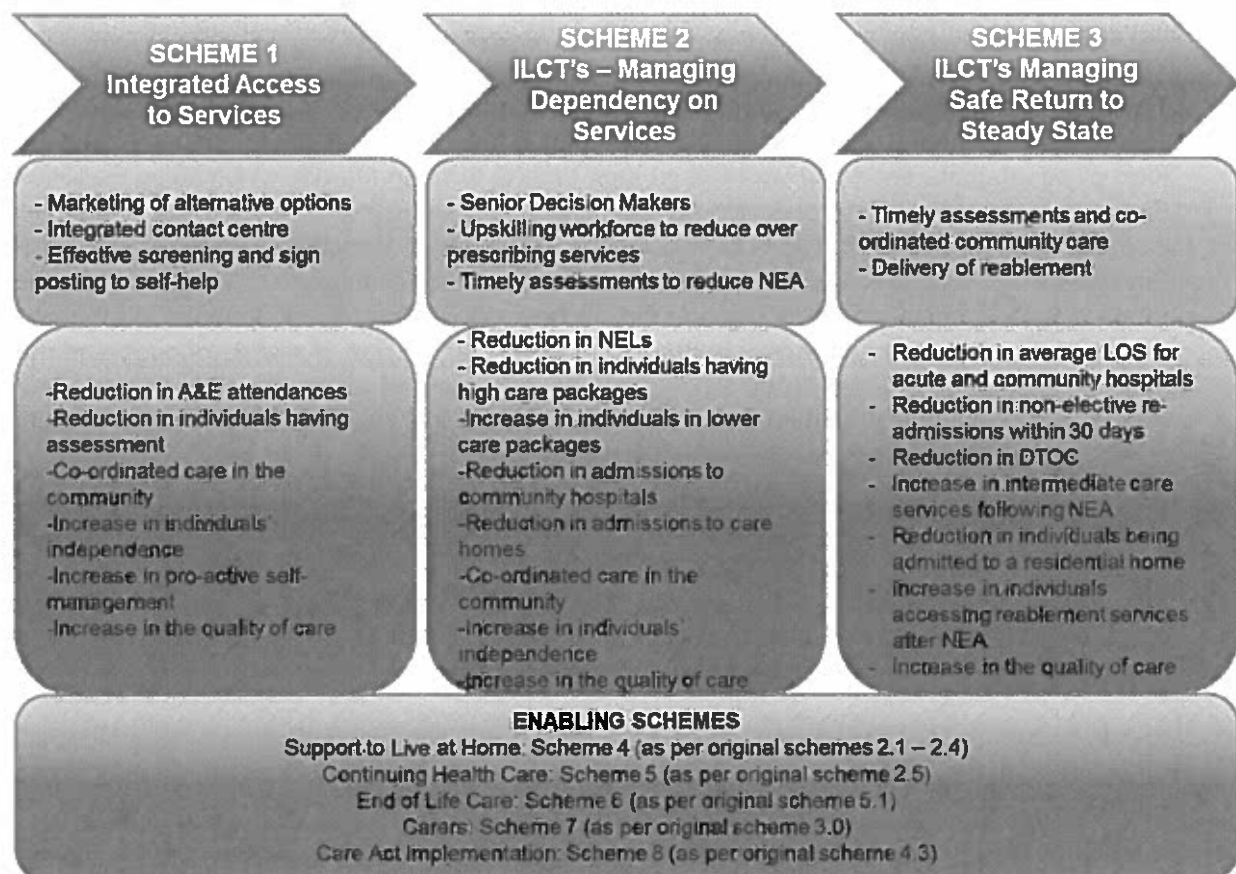 SCHEME 1
Integrated Access
to Services
SCHEME 2
ILCT's – Managing
Dependency on
Services
SCHEME 3
ILCT's Managing
Safe Return to
Steady State
- Marketing of alternative options
- Integrated contact centre
- Effective screening and sign
posting to self-help
- Senior Decision Makers
- Upskilling workforce to reduce over
prescribing services
- Timely assessments to reduce NEA
- Timely assessments and co-
ordinated community care
- Delivery of reablement
-Reduction in A&E attendances
-Reduction in individuals having
assessment
-Co-ordinated care in the
community
-Increase in individuals'
independence
-Increase in pro-active self-
management
-Increase in the quality of care
- Reduction in NELs
- Reduction in individuals having
high care packages
-Increase in individuals in lower
care packages
-Reduction in admissions to
community hospitals
-Reduction in admissions to care
homes
-Co-ordinated care in the
community
-Increase in individuals'
independence
-Increase in the quality of care
- Reduction in average LOS for
acute and community hospitals
- Reduction in non-elective re-
admissions within 30 days
- Reduction in DTOC
- Increase in intermediate care
services following NEA
- Reduction in individuals being
admitted to a residential home
- Increase in individuals
accessing reablement services
after NEA
- Increase in the quality of care
ENABLING SCHEMES
Support to Live at Home: Scheme 4 (as per original schemes 2.1 – 2.4)
Continuing Health Care: Scheme 5 (as per original scheme 2.5)
End of Life Care: Scheme 6 (as per original scheme 5.1)
Carers: Scheme 7 (as per original scheme 3.0)
Care Act Implementation: Scheme 8 (as per original scheme 4.3)